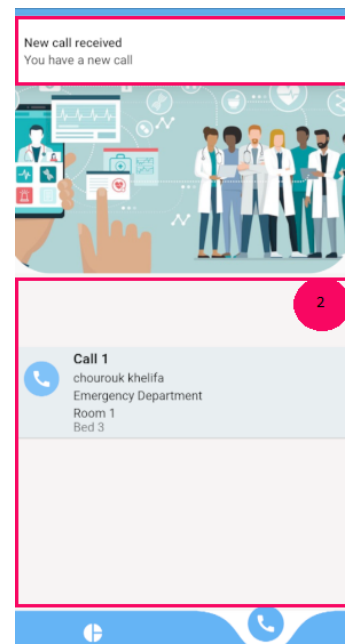 New call received
You have a new call
2
Call 1
chourouk khelifa
Emergency Department
Room 1
Bed 3